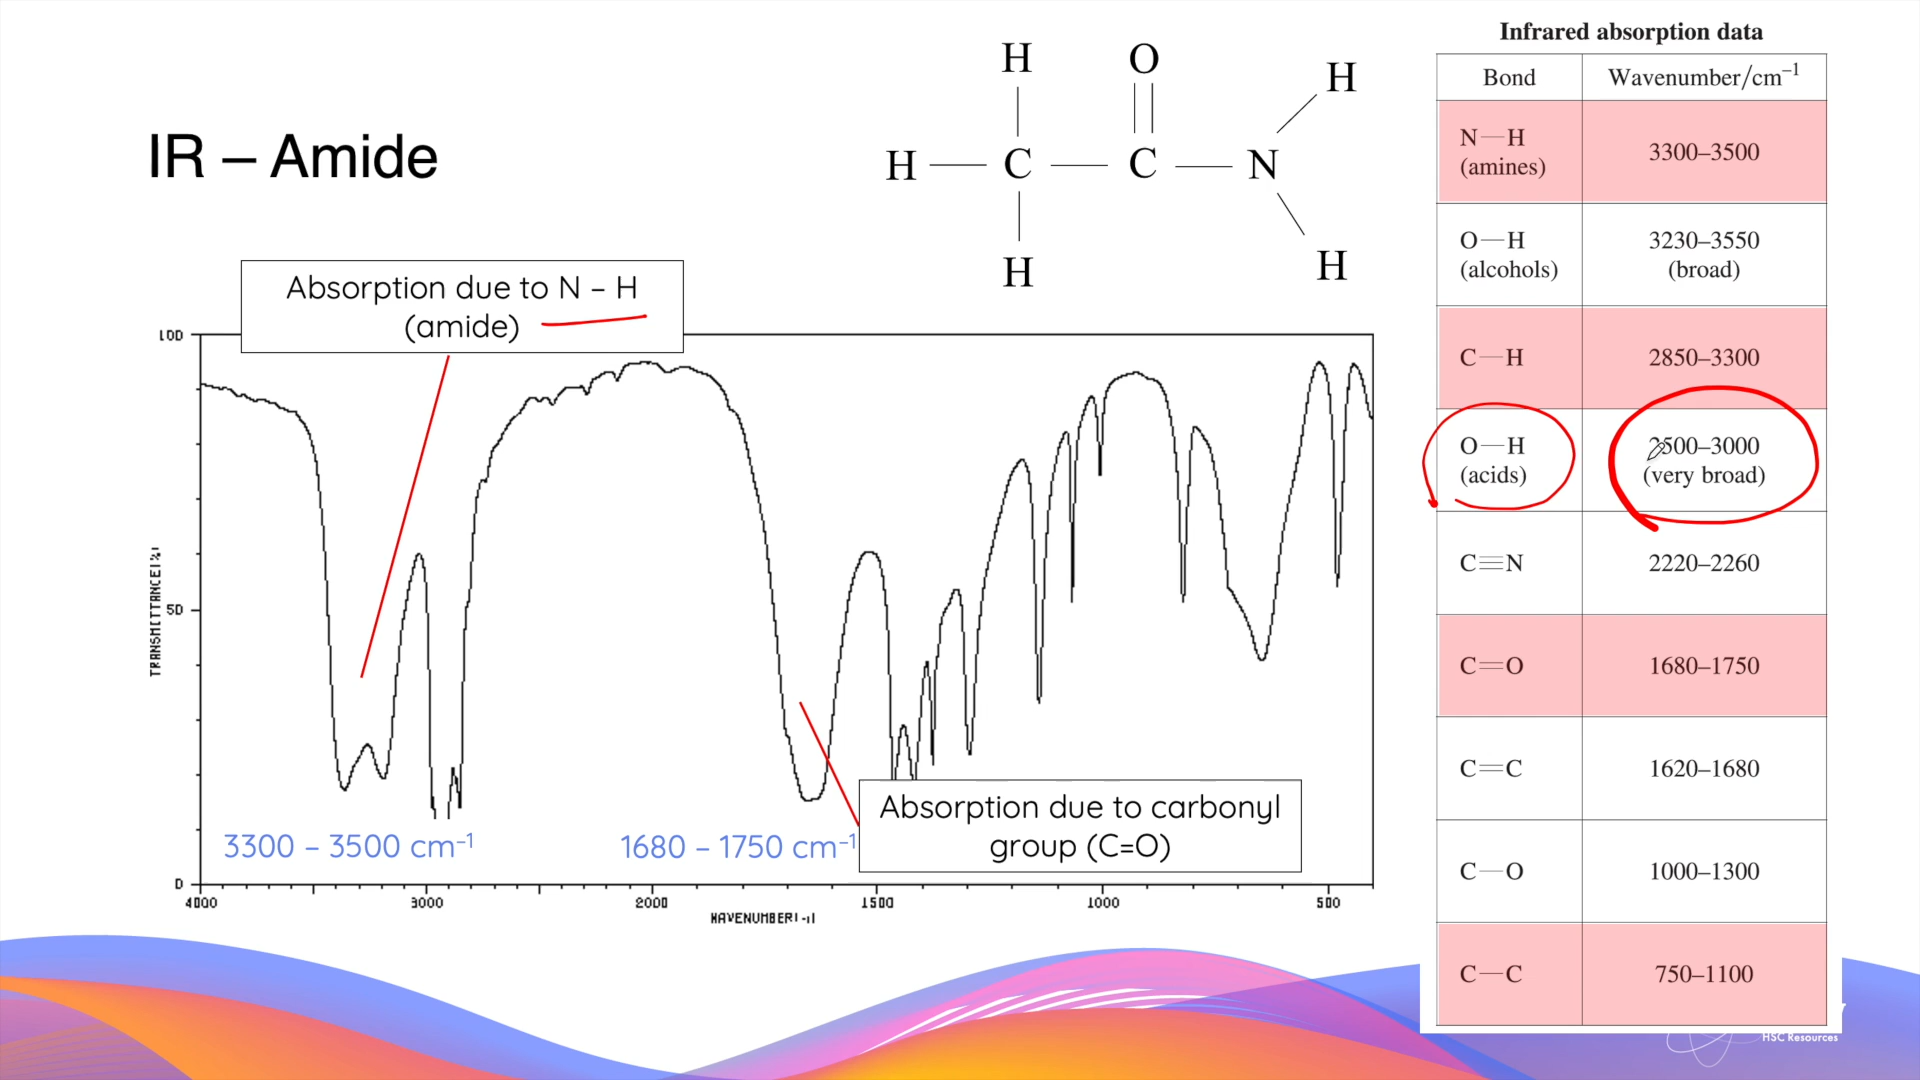 IR – Amide
H
O
H
H
C
C
N
H
H
Absorption due to N – H
(amide)
100
50
0
TRANSMITTANCE(%)
3300 – 3500 cm⁻¹
1680 – 1750 cm⁻¹
Absorption due to carbonyl
group (C=O)
4000 3000 2000 1500 1000 500
Infrared absorption data
Bond Wavenumber/cm⁻¹
N—H
(amines)
3300–3500
O—H
(alcohols)
3230–3550
(broad)
C—H 2850–3300
O—H
(acids)
2500–3000
(very broad)
C≡N 2220–2260
C=O 1680–1750
C=C 1620–1680
C—O 1000–1300
C—C 750–1100
HSC Resources